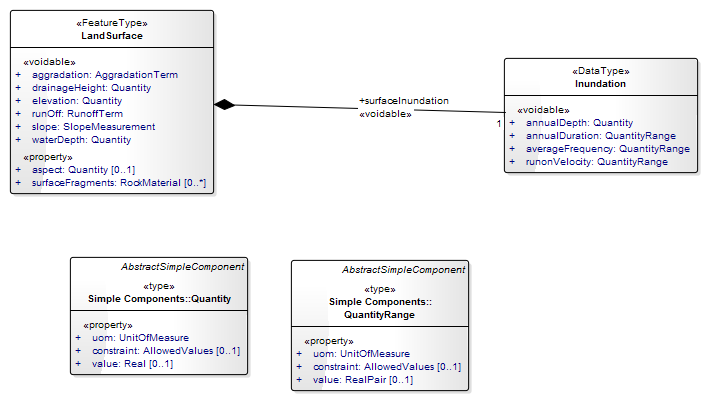 «FeatureType»
LandSurface
«voidable»
+ aggradation: AggradationTerm
+ drainageHeight: Quantity
+ elevation: Quantity
+ runOff: RunoffTerm
+ slope: SlopeMeasurement
+ waterDepth: Quantity
«property»
+ aspect: Quantity [0..1]
+ surfaceFragments: RockMaterial [0..*]
+surfaceInundation
«voidable»
1
«DataType»
Inundation
«voidable»
+ annualDepth: Quantity
+ annualDuration: QuantityRange
+ averageFrequency: QuantityRange
+ runonVelocity: QuantityRange
AbstractSimpleComponent
«type»
Simple Components::Quantity
«property»
+ uom: UnitOfMeasure
+ constraint: AllowedValues [0..1]
+ value: Real [0..1]
AbstractSimpleComponent
«type»
Simple Components::
QuantityRange
«property»
+ uom: UnitOfMeasure
+ constraint: AllowedValues [0..1]
+ value: RealPair [0..1]